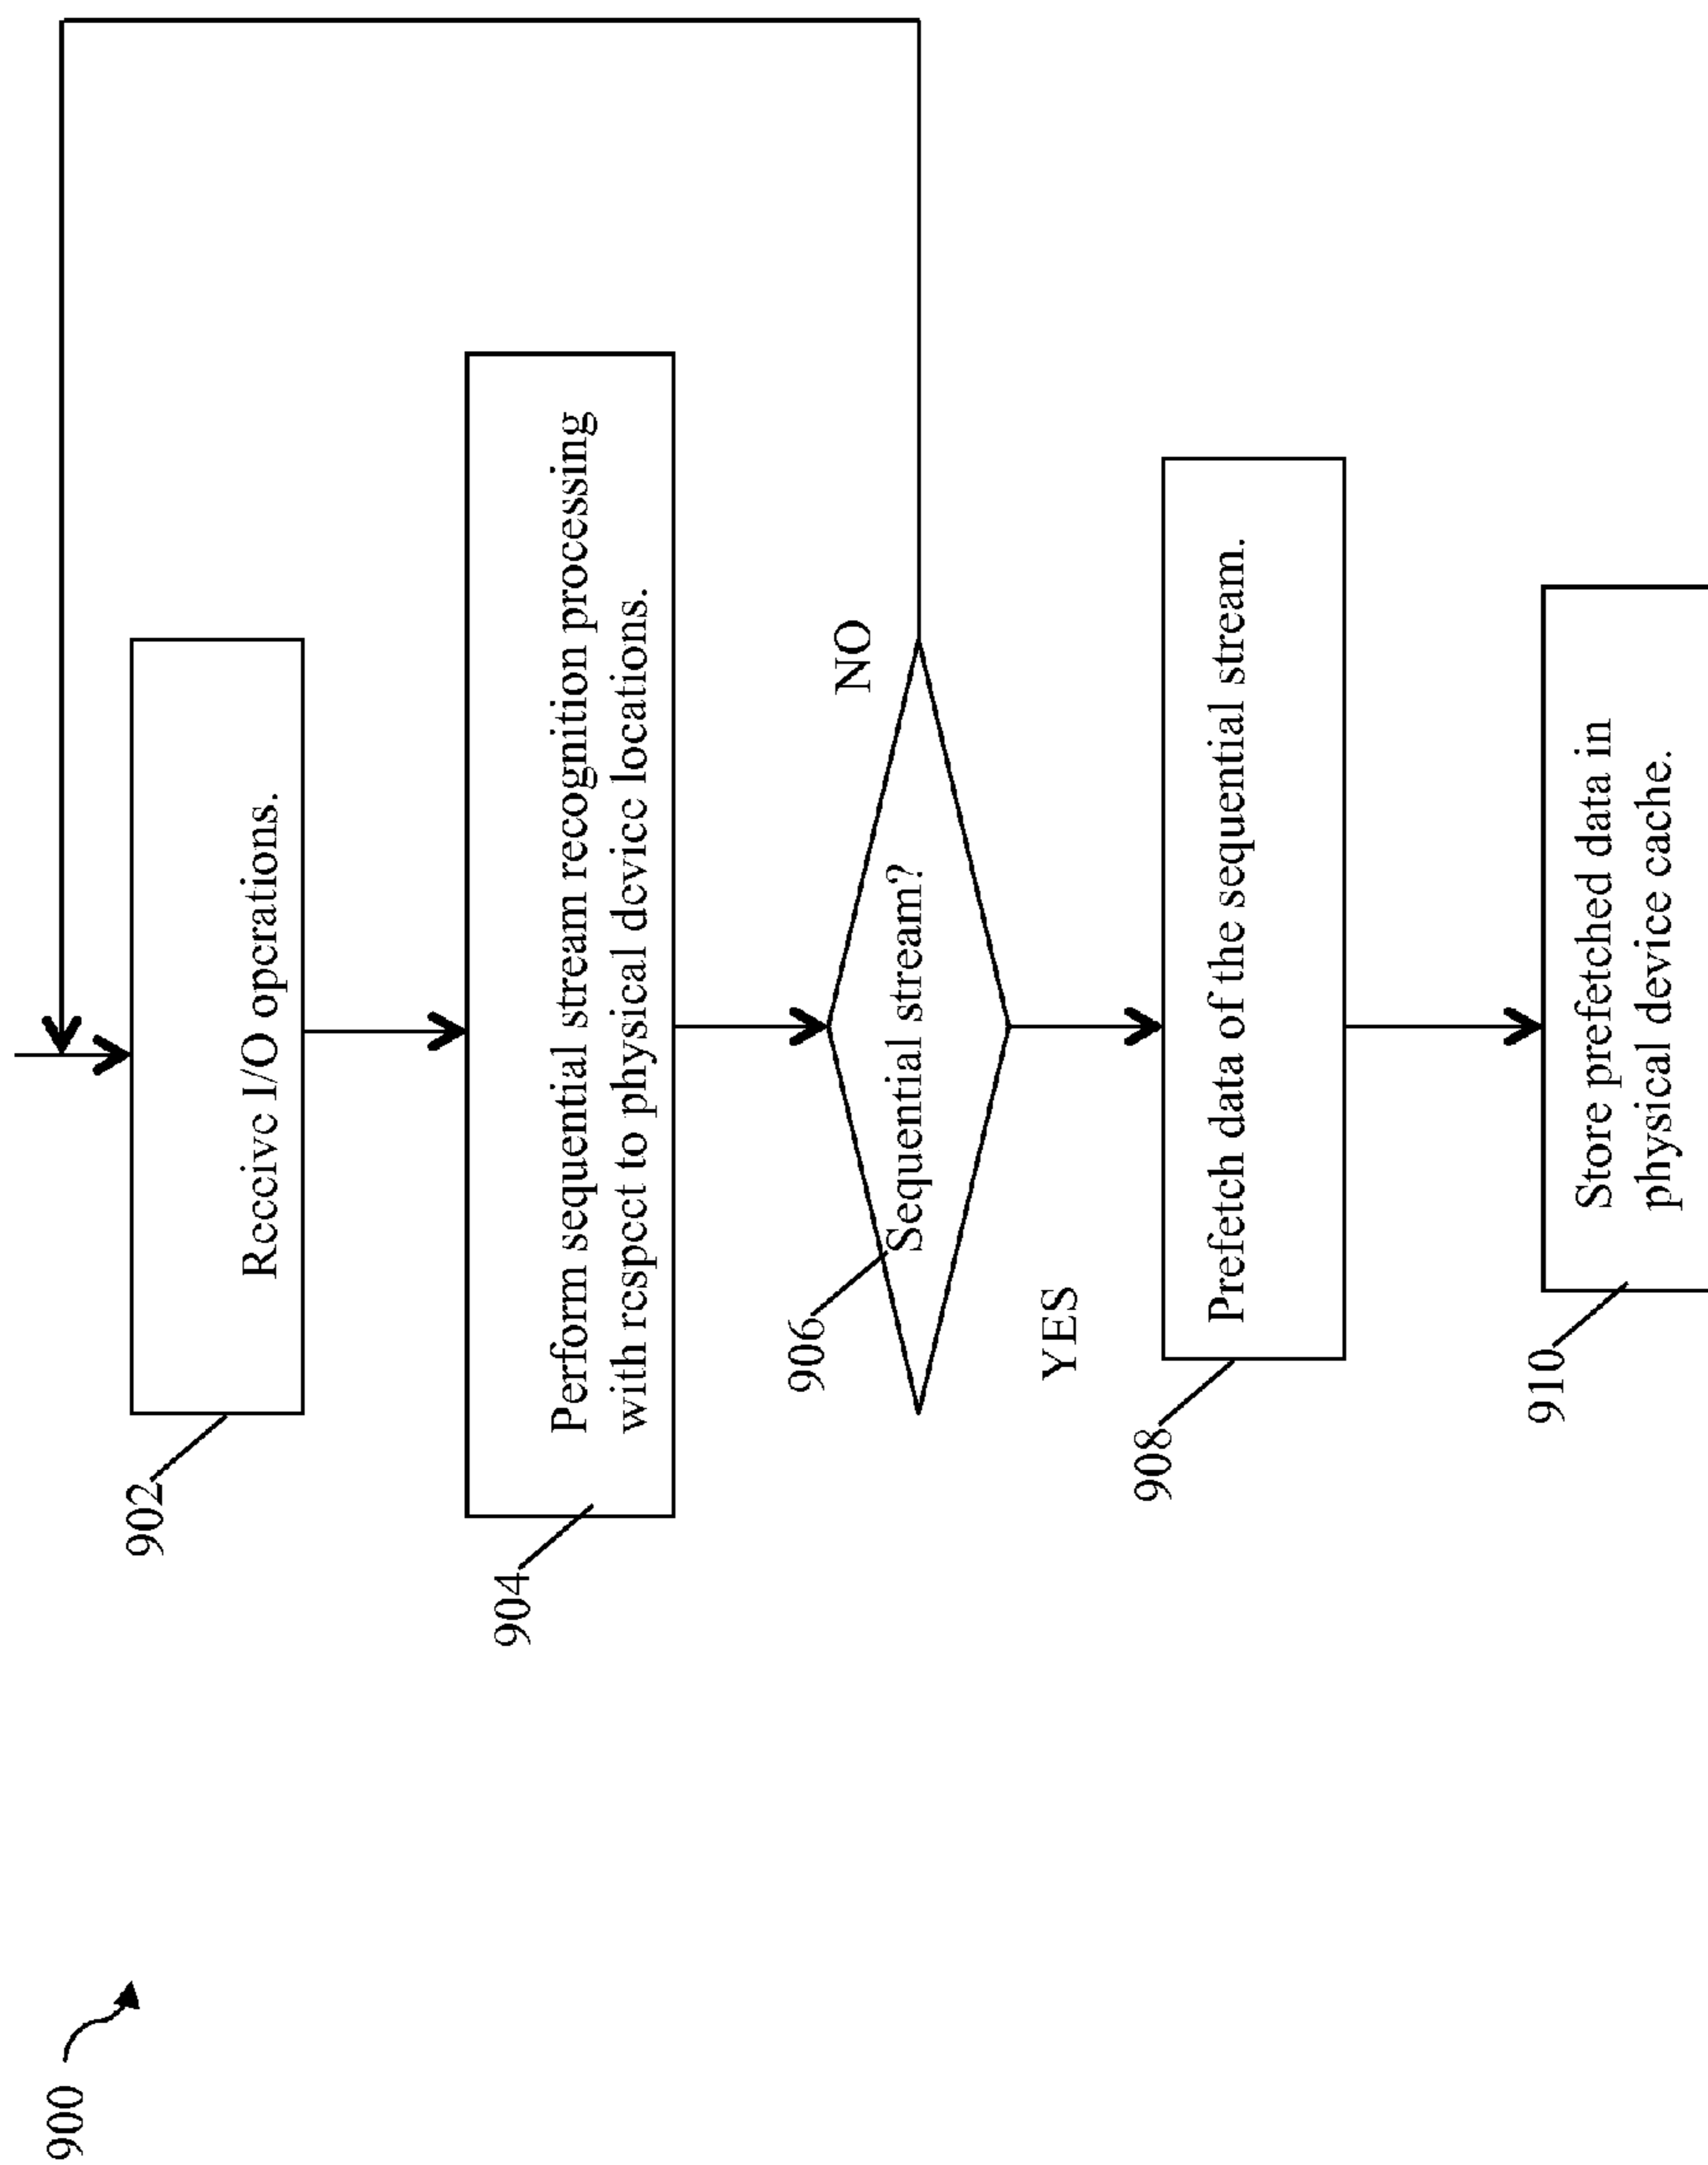 900
902
Receive I/O operations.
904
Perform sequential stream recognition processing
with respect to physical device locations.
906
Sequential stream?
NO
YES
908
Prefetch data of the sequential stream.
910
Store prefetched data in
physical device cache.